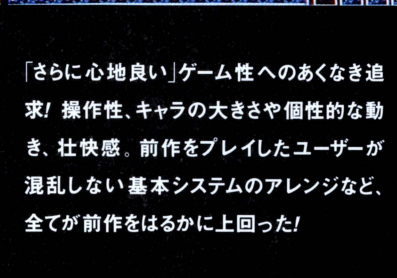 「さらに心地良い」ゲーム性へのあくなき追
求! 操作性、キャラの大きさや個性的な動
き、壮快感。前作をプレイしたユーザーが
混乱しない基本システムのアレンジなど、
全てが前作をはるかに上回った!